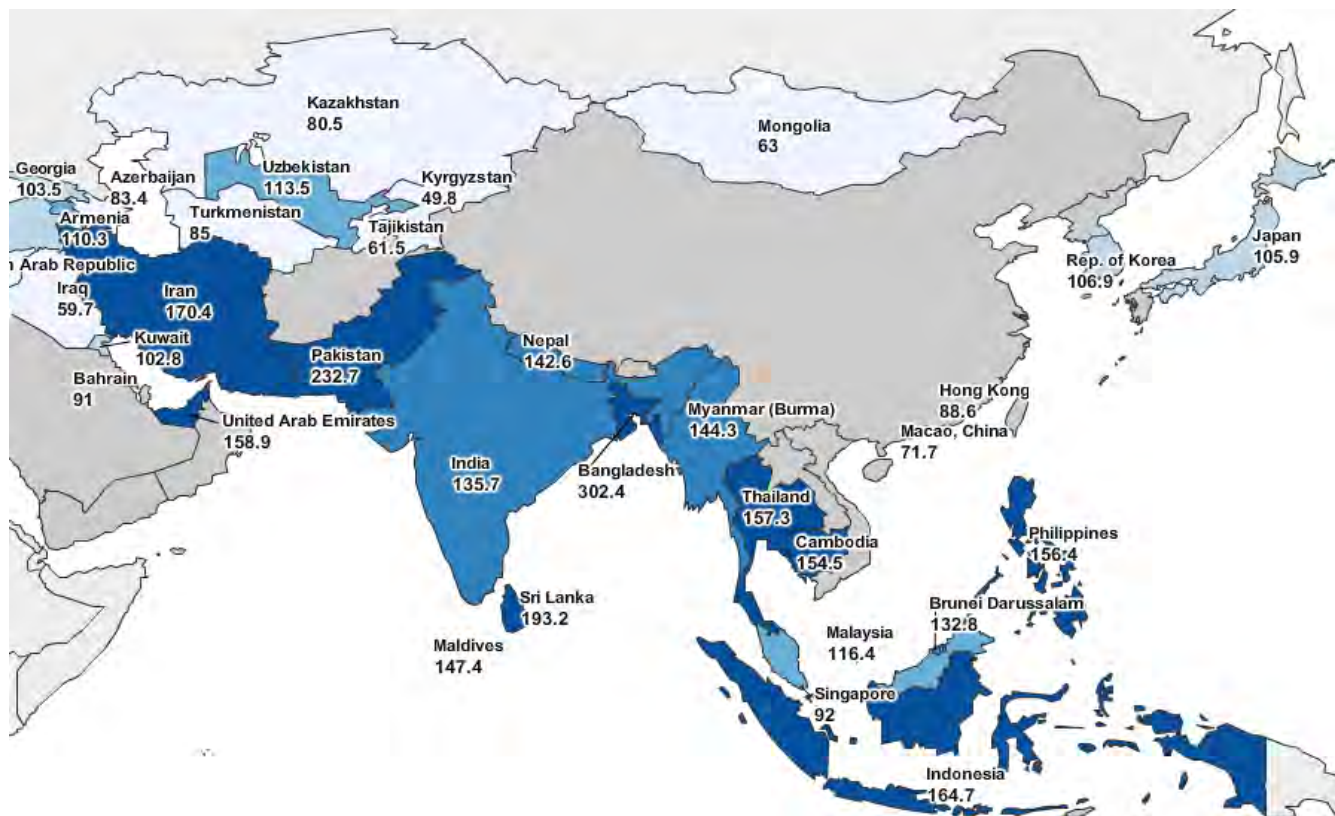 Kazakhstan
80.5
Mongolia
63
Georgia
103.5
Azerbaijan
83.4
Uzbekistan
113.5
Kyrgyzstan
49.8
Armenia
110.3
Turkmenistan
85
Tajikistan
61.5
Japan
105.9
Rep. of Korea
106.9
n Arab Republic
Iraq
59.7
Iran
170.4
Kuwait
102.8
Pakistan
232.7
Nepal
142.6
Bahrain
91
Hong Kong
88.6
Macao, China
71.7
United Arab Emirates
158.9
Myanmar (Burma)
144.3
India
135.7
Bangladesh
302.4
Thailand
157.3
Cambodia
154.5
Philippines
156.4
Sri Lanka
193.2
Brunei Darussalam
132.8
Maldives
147.4
Malaysia
116.4
Singapore
92
Indonesia
164.7